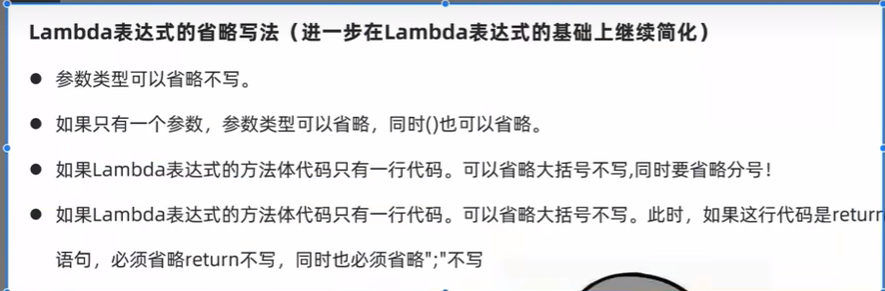 Lambda表达式的省略写法（进一步在Lambda表达式的基础上继续简化）
● 参数类型可以省略不写。
● 如果只有一个参数，参数类型可以省略，同时()也可以省略。
● 如果Lambda表达式的方法体代码只有一行代码。可以省略大括号不写,同时要省略分号！
● 如果Lambda表达式的方法体代码只有一行代码。可以省略大括号不写。此时，如果这行代码是return
语句，必须省略return不写，同时也必须省略";"不写